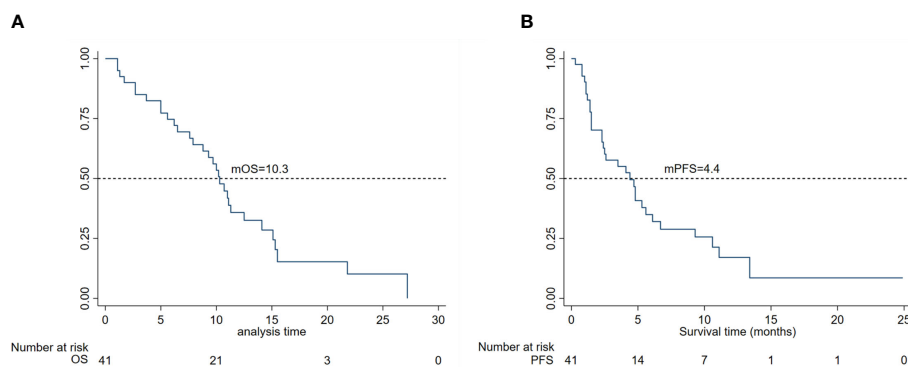 A
1.00
0.75
0.50
0.25
0.00
mOS=10.3
0 5 10 15 20 25 30
analysis time
Number at risk
OS 41 21 3 0
B
1.00
0.75
0.50
0.25
0.00
mPFS=4.4
0 5 10 15 20 25
Survival time (months)
Number at risk
PFS 41 14 7 1 1 0